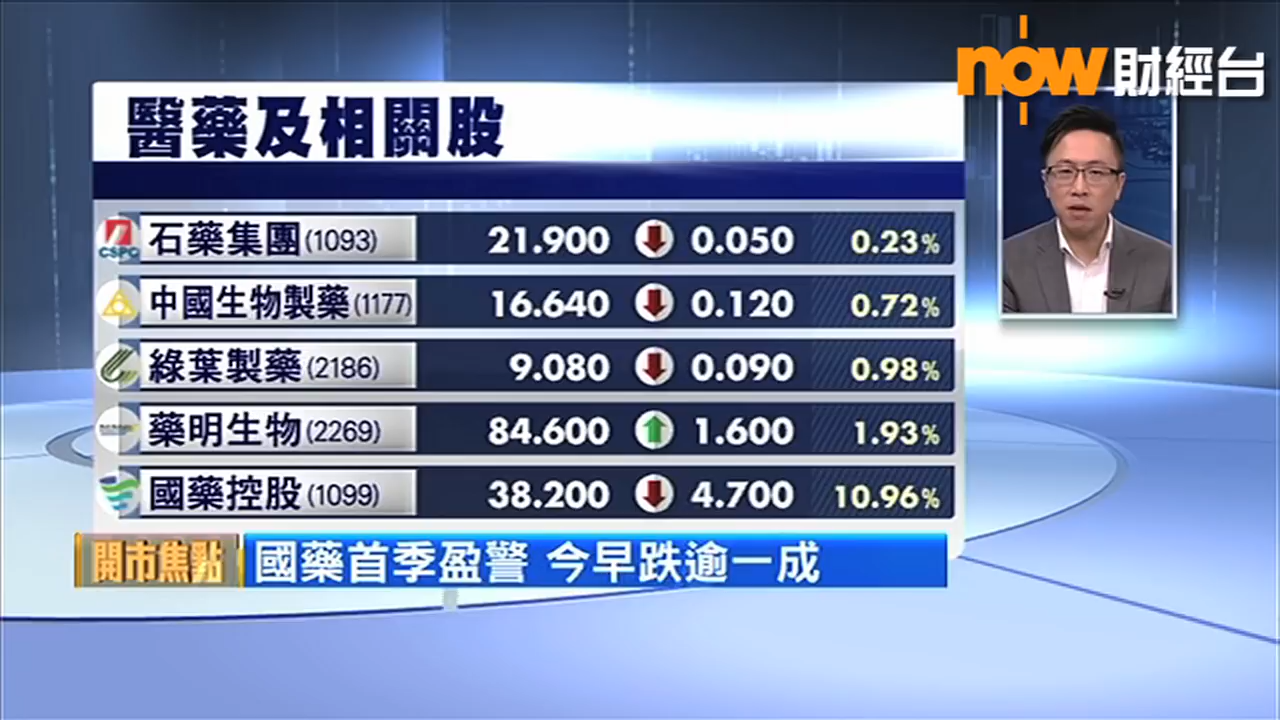 now 財經台
醫藥及相關股
CSPC 石藥集團 (1093) 21.900 0.050 0.23%
中國生物製藥 (1177) 16.640 0.120 0.72%
綠葉製藥 (2186) 9.080 0.090 0.98%
藥明生物 (2269) 84.600 1.600 1.93%
國藥控股 (1099) 38.200 4.700 10.96%
開市焦點 國藥首季盈警 今早跌逾一成